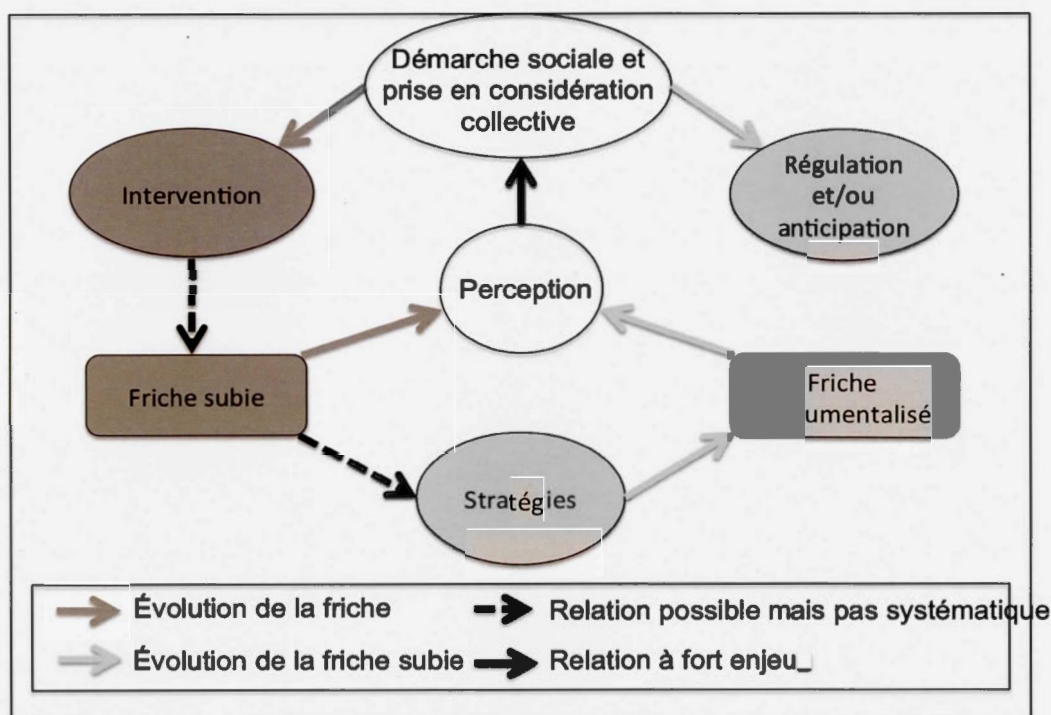 Démarche sociale et
prise en considération
collective
Intervention
Régulation
et/ou
anticipation
Perception
Friche subie
Friche
umentalisé
Stratégies
Évolution de la friche
Relation possible mais pas systématique
Évolution de la friche subie
Relation à fort enjeu_